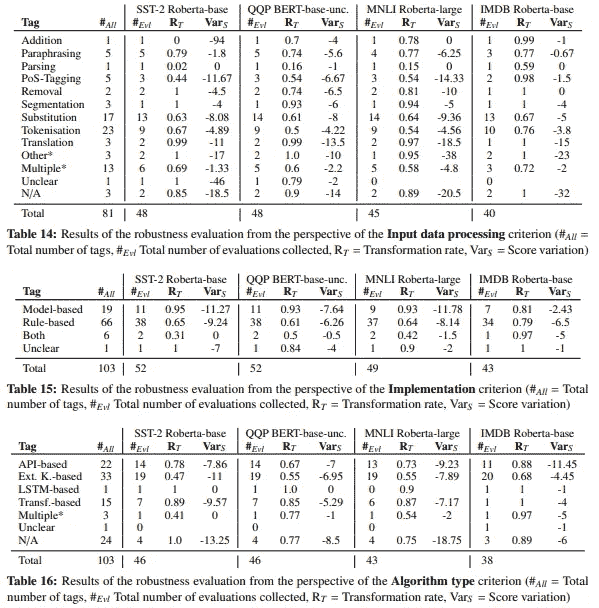 SST-2 Roberta-base QQP BERT-base-unc. MNLI Roberta-large IMDB Roberta-base
Tag #All #Evl RT VarS #Evl RT VarS #Evl RT VarS #Evl RT VarS
Addition 1 1 0 -94 1 0.7 -4 1 0.78 0 1 0.99 -1
Paraphrasing 5 5 0.79 -1.8 5 0.74 -5.6 4 0.77 -6.25 3 0.77 -0.67
Parsing 1 1 0.02 0 1 0.16 -1 1 0.15 0 1 0.59 0
PoS-Tagging 5 3 0.44 -11.67 3 0.54 -6.67 3 0.54 -14.33 2 0.98 -1.5
Removal 2 2 1 -4.5 2 0.74 -6.5 2 0.81 -10 1 1 0
Segmentation 3 1 1 -4 1 0.93 -6 1 0.94 -5 1 1 -4
Substitution 17 13 0.63 -8.08 14 0.61 -8 14 0.64 -9.36 13 0.67 -5
Tokenisation 23 9 0.67 -4.89 9 0.5 -4.22 9 0.54 -4.56 10 0.76 -3.8
Translation 3 2 0.99 -11 2 0.99 -13.5 2 0.97 -18.5 1 1 -15
Other* 3 2 1 -17 2 1.0 -10 1 0.95 -38 2 1 -23
Multiple* 13 6 0.69 -1.33 5 0.6 -2.2 5 0.58 -4.8 3 0.72 -2
Unclear 1 1 1 -46 1 0.79 -2 0 0
N/A 3 2 0.85 -18.5 2 0.9 -14 2 0.89 -20.5 2 1 -32
Total 81 48 48 45 40
Table 14: Results of the robustness evaluation from the perspective of the Input data processing criterion (#All =
Total number of tags, #Evl Total number of evaluations collected, RT = Transformation rate, VarS = Score variation)
SST-2 Roberta-base QQP BERT-base-unc. MNLI Roberta-large IMDB Roberta-base
Tag #All #Evl RT VarS #Evl RT VarS #Evl RT VarS #Evl RT VarS
Model-based 19 11 0.95 -11.27 11 0.93 -7.64 9 0.93 -11.78 7 0.81 -2.43
Rule-based 66 38 0.65 -9.24 38 0.61 -6.26 37 0.64 -8.14 34 0.79 -6.5
Both 6 2 0.31 0 2 0.5 -0.5 2 0.42 -1.5 1 0.97 -5
Unclear 1 1 1 -7 1 0.84 -4 1 0.9 -2 1 1 -1
Total 103 52 52 49 43
Table 15: Results of the robustness evaluation from the perspective of the Implementation criterion (#All = Total
number of tags, #Evl Total number of evaluations collected, RT = Transformation rate, VarS = Score variation)
SST-2 Roberta-base QQP BERT-base-unc. MNLI Roberta-large IMDB Roberta-base
Tag #All #Evl RT VarS #Evl RT VarS #Evl RT VarS #Evl RT VarS
API-based 22 14 0.78 -7.86 14 0.67 -7 13 0.73 -9.23 11 0.88 -11.45
Ext. K.-based 33 19 0.47 -11 19 0.55 -6.95 19 0.55 -7.89 20 0.68 -4.45
LSTM-based 1 1 1 0 1 1.0 0 0 0.9 1 1 -1
Transf.-based 15 7 0.89 -9.57 7 0.85 -5.29 6 0.87 -7.17 1 1 -4
Multiple* 3 1 0.41 0 1 0.77 -1 1 0.54 -2 1 0.97 -5
Unclear 1 0 0 0 1 -1
N/A 24 4 1.0 -13.25 4 0.77 -8.5 4 0.75 -18.75 3 0.89 -6
Total 103 46 46 43 38
Table 16: Results of the robustness evaluation from the perspective of the Algorithm type criterion (#All = Total
number of tags, #Evl Total number of evaluations collected, RT = Transformation rate, VarS = Score variation)